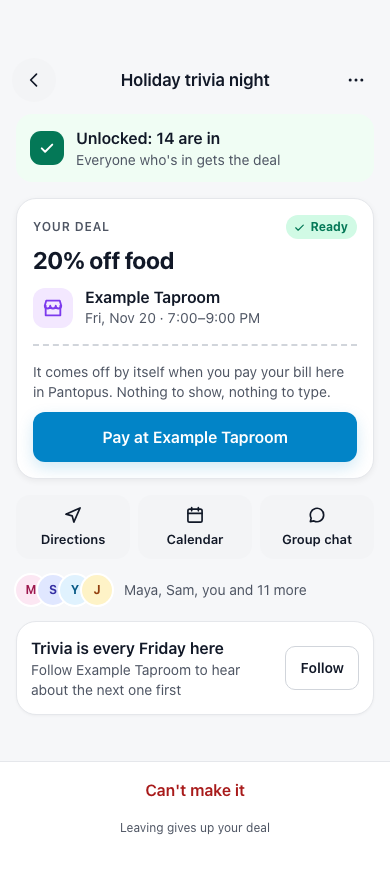 Holiday trivia night
Unlocked: 14 are in
Everyone who's in gets the deal
YOUR DEAL
Ready
20% off food
Example Taproom
Fri, Nov 20 · 7:00–9:00 PM
It comes off by itself when you pay your bill here
in Pantopus. Nothing to show, nothing to type.
Pay at Example Taproom
Directions
Calendar
Group chat
M
S
Y
J
Maya, Sam, you and 11 more
Trivia is every Friday here
Follow Example Taproom to hear
about the next one first
Follow
Can't make it
Leaving gives up your deal